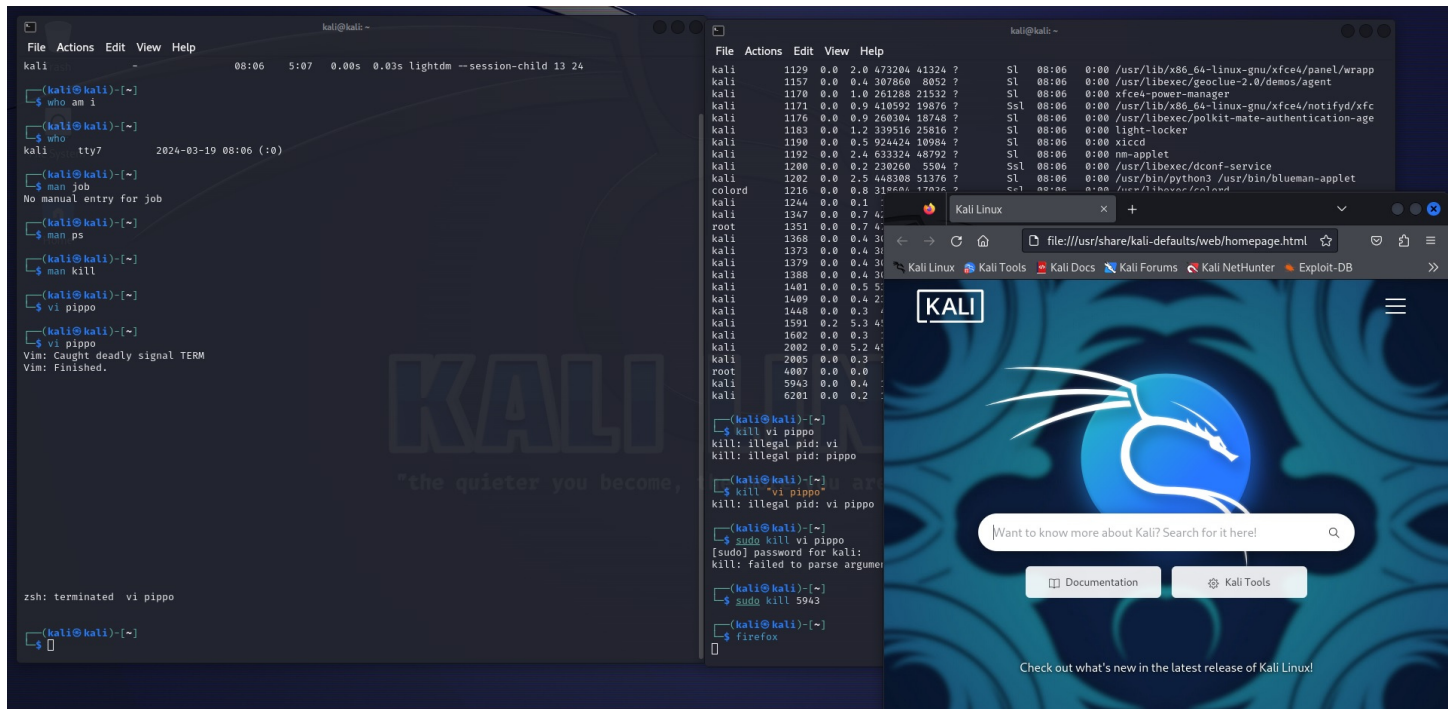 kali@kali: ~
File Actions Edit View Help
kali - 08:06 5:07 0.00s 0.03s lightdm --session-child 13 24
(kali㉿kali)-[~]
$ who am i
(kali㉿kali)-[~]
$ who
kali tty7 2024-03-19 08:06 (:0)
(kali㉿kali)-[~]
$ man job
No manual entry for job
(kali㉿kali)-[~]
$ man ps
(kali㉿kali)-[~]
$ man kill
(kali㉿kali)-[~]
$ vi pippo
(kali㉿kali)-[~]
$ vi pippo
Vim: Caught deadly signal TERM
Vim: Finished.
zsh: terminated vi pippo
(kali㉿kali)-[~]
$
KALI
"the quieter you become,
kali@kali: ~
File Actions Edit View Help
kali 1129 0.0 2.0 473204 41324 ? Sl 08:06 0:00 /usr/lib/x86_64-linux-gnu/xfce4/panel/wrapp
kali 1157 0.0 0.4 307860 8052 ? Sl 08:06 0:00 /usr/libexec/geoclue-2.0/demos/agent
kali 1170 0.0 1.0 261288 21532 ? Sl 08:06 0:00 xfce4-power-manager
kali 1171 0.0 0.9 410592 19876 ? Ssl 08:06 0:00 /usr/lib/x86_64-linux-gnu/xfce4/notifyd/xfc
kali 1176 0.0 0.9 260304 18748 ? Sl 08:06 0:00 /usr/libexec/polkit-mate-authentication-age
kali 1183 0.0 1.2 339516 25816 ? Sl 08:06 0:00 light-locker
kali 1190 0.0 0.5 924424 10984 ? Sl 08:06 0:00 xiccd
kali 1192 0.0 2.4 633324 48792 ? Sl 08:06 0:00 nm-applet
kali 1200 0.0 0.2 230260 5504 ? Ssl 08:06 0:00 /usr/libexec/dconf-service
kali 1202 0.0 2.5 448308 51376 ? Sl 08:06 0:00 /usr/bin/python3 /usr/bin/blueman-applet
colord 1216 0.0 0.8 318604 17036 ? Ssl 08:06 0:00 /usr/libexec/colord
kali 1244 0.0 0.1
kali 1347 0.0 0.7
root 1351 0.0 0.7
kali 1368 0.0 0.4
kali 1373 0.0 0.4
kali 1379 0.0 0.4
kali 1388 0.0 0.4
kali 1401 0.0 0.5
kali 1409 0.0 0.4
kali 1448 0.0 0.3
kali 1591 0.2 5.3
kali 1602 0.0 0.3
kali 2002 0.0 5.2
kali 2005 0.0 0.3
root 4007 0.0 0.0
kali 5943 0.0 0.4
kali 6201 0.0 0.2
(kali㉿kali)-[~]
$ kill vi pippo
kill: illegal pid: vi
kill: illegal pid: pippo
(kali㉿kali)-[~]
$ kill "vi pippo"
kill: illegal pid: vi pippo
(kali㉿kali)-[~]
$ sudo kill vi pippo
[sudo] password for kali:
kill: failed to parse argume
(kali㉿kali)-[~]
$ sudo kill 5943
(kali㉿kali)-[~]
$ firefox
Kali Linux
file:///usr/share/kali-defaults/web/homepage.html
Kali Linux Kali Tools Kali Docs Kali Forums Kali NetHunter Exploit-DB
KALI
Want to know more about Kali? Search for it here!
Documentation Kali Tools
Check out what's new in the latest release of Kali Linux!